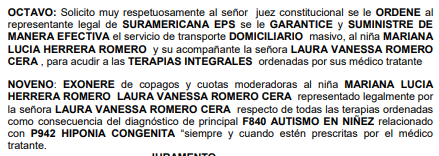 OCTAVO: Solicito muy respetuosamente al señor juez constitucional se le ORDENE al
representante legal de SURAMERICANA EPS se le GARANTICE y SUMINISTRE DE
MANERA EFECTIVA el servicio de transporte DOMICILIARIO masivo, al niña MARIANA
LUCIA HERRERA ROMERO y su acompañante la señora LAURA VANESSA ROMERO
CERA , para acudir a las TERAPIAS INTEGRALES ordenadas por sus médico tratante
NOVENO: EXONERE de copagos y cuotas moderadoras al niño MARIANA LUCIA
HERRERA ROMERO LAURA VANESSA ROMERO CERA representado legalmente por
la señora LAURA VANESSA ROMERO CERA respecto de todas las terapias ordenadas
como consecuencia del diagnóstico de principal F840 AUTISMO EN NIÑEZ relacionado
con P942 HIPONIA CONGENITA “siempre y cuando estén prescritas por el médico
tratante.
JURAMENTO